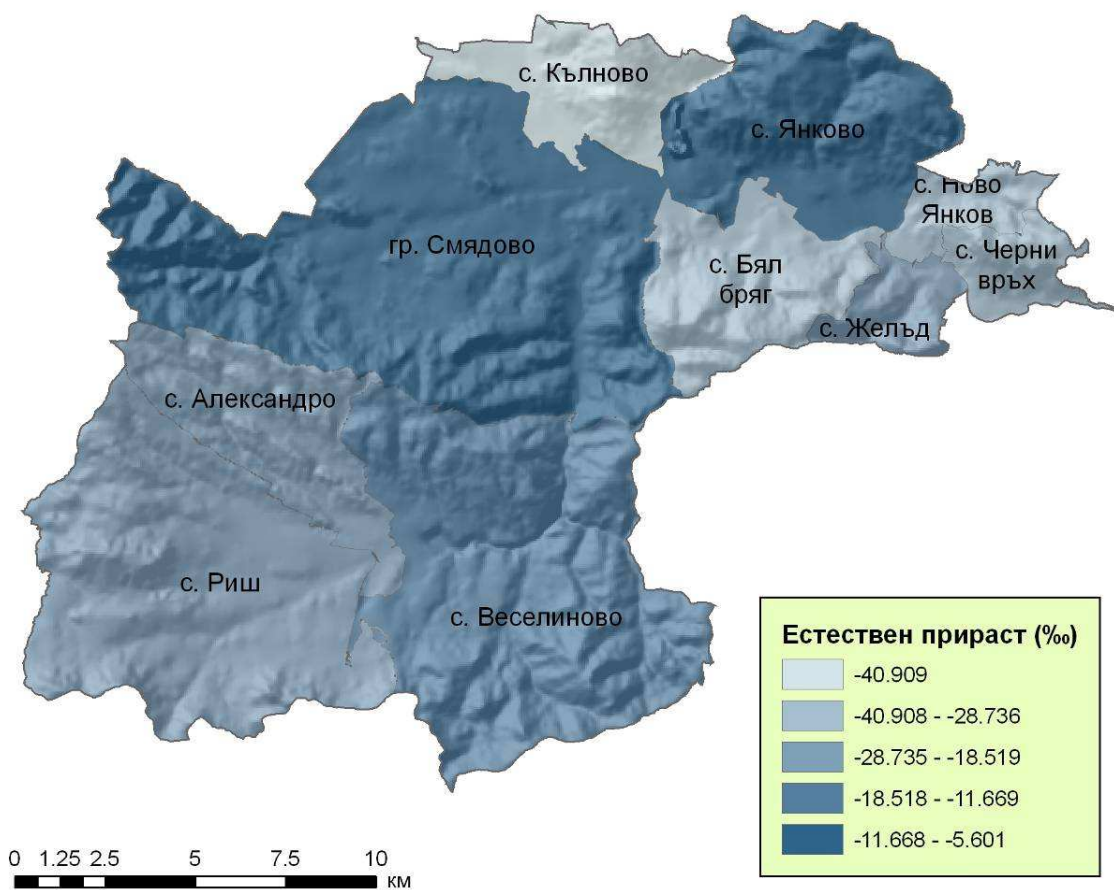 с. Кълново
с. Янково
с. Ново
Янков
гр. Смядово
с. Бял
бряг
с. Черни
връх
с. Желъд
с. Александро
с. Риш
с. Веселиново
Естествен прираст (‰)
-40.909
-40.908 - -28.736
-28.735 - -18.519
-18.518 - -11.669
-11.668 - -5.601
0 1.25 2.5 5 7.5 10
км